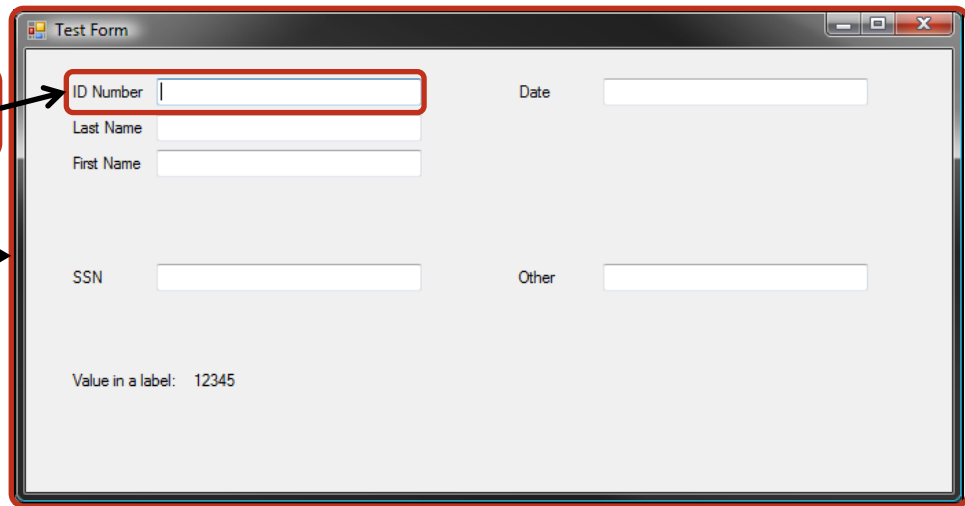 Test Form
ID Number Date
Last Name
First Name
SSN Other
Value in a label: 12345